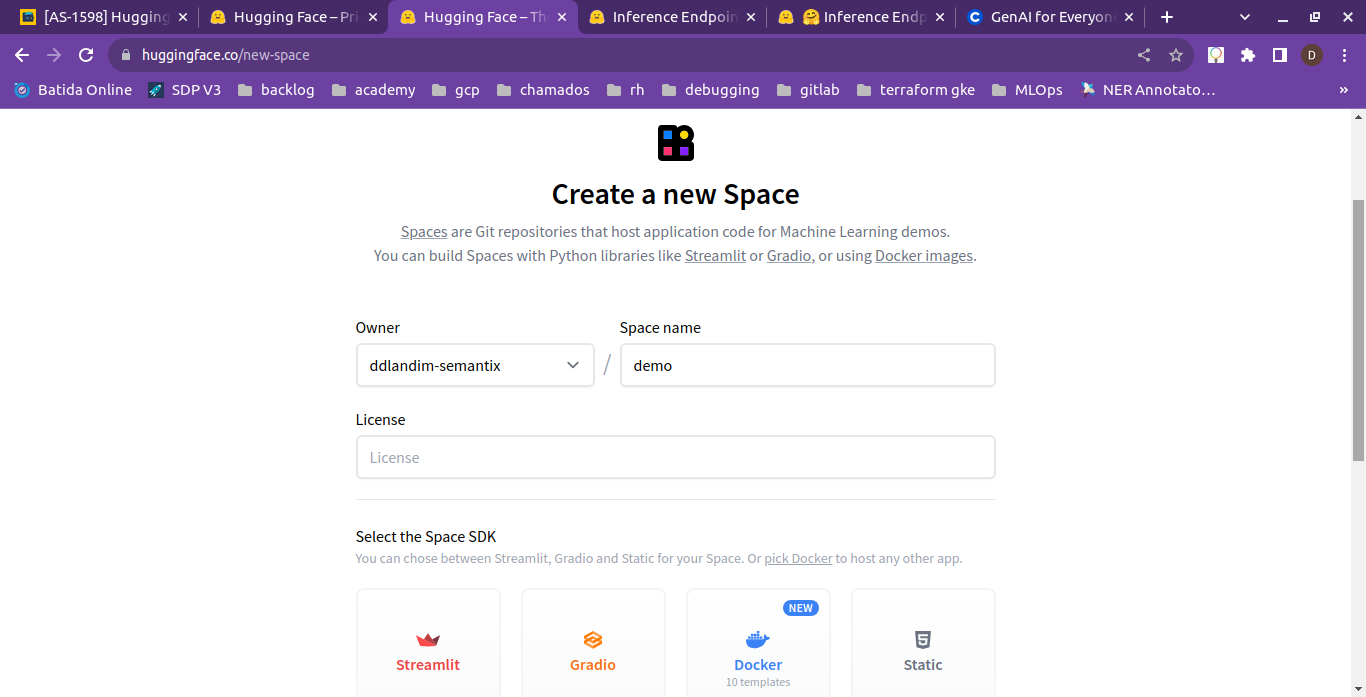 [AS-1598] Hugging
Hugging Face – Pri
Hugging Face – Th
Inference Endpoin
🤗 Inference Endp
GenAI for Everyon
huggingface.co/new-space
D
Batida Online
SDP V3
backlog
academy
gcp
chamados
rh
debugging
gitlab
terraform gke
MLOps
NER Annotato…
»
Create a new Space
Spaces are Git repositories that host application code for Machine Learning demos.
You can build Spaces with Python libraries like Streamlit or Gradio, or using Docker images.
Owner
Space name
ddlandim-semantix
/
demo
License
License
Select the Space SDK
You can chose between Streamlit, Gradio and Static for your Space. Or pick Docker to host any other app.
NEW
Streamlit
Gradio
Docker
Static
10 templates